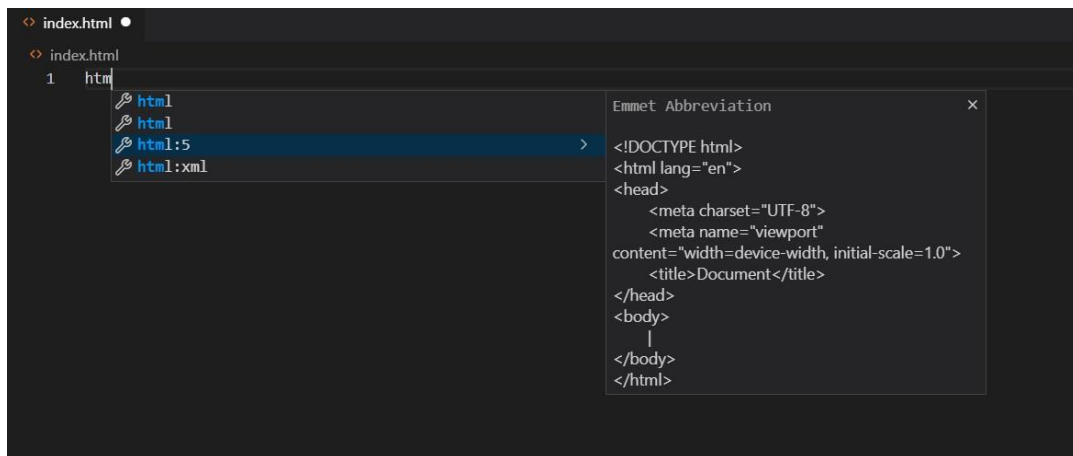 index.html
index.html
1 htm
html
html
html:5
html:xml
Emmet Abbreviation
<!DOCTYPE html>
<html lang="en">
<head>
<meta charset="UTF-8">
<meta name="viewport"
content="width=device-width, initial-scale=1.0">
<title>Document</title>
</head>
<body>
|
</body>
</html>